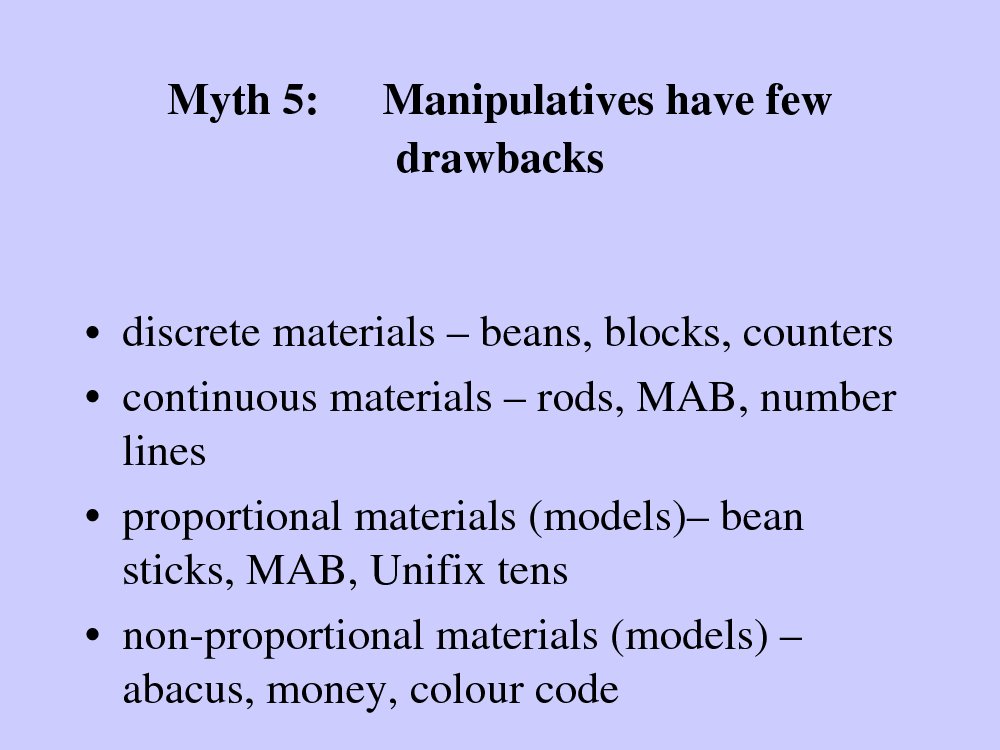 Myth 5: Manipulatives have few
drawbacks
• discrete materials – beans, blocks, counters
• continuous materials – rods, MAB, number
lines
• proportional materials (models)– bean
sticks, MAB, Unifix tens
• non-proportional materials (models) –
abacus, money, colour code